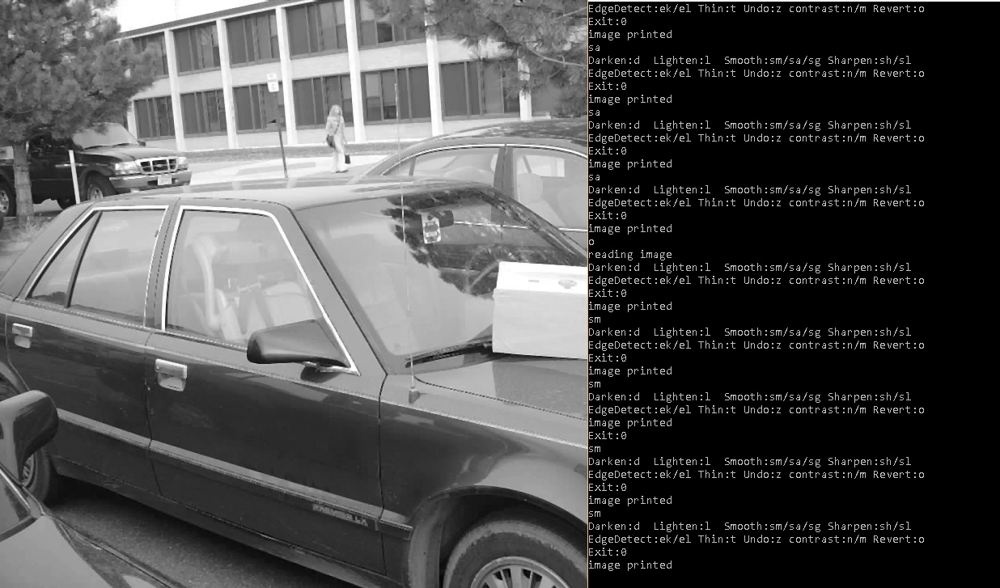 EdgeDetect:ek/el Thin:t Undo:z contrast:n/m Revert:o
Exit:0
image printed
sa
Darken:d  Lighten:l  Smooth:sm/sa/sg Sharpen:sh/sl
EdgeDetect:ek/el Thin:t Undo:z contrast:n/m Revert:o
Exit:0
image printed
sa
Darken:d  Lighten:l  Smooth:sm/sa/sg Sharpen:sh/sl
EdgeDetect:ek/el Thin:t Undo:z contrast:n/m Revert:o
Exit:0
image printed
sa
Darken:d  Lighten:l  Smooth:sm/sa/sg Sharpen:sh/sl
EdgeDetect:ek/el Thin:t Undo:z contrast:n/m Revert:o
Exit:0
image printed
o
reading image
Darken:d  Lighten:l  Smooth:sm/sa/sg Sharpen:sh/sl
EdgeDetect:ek/el Thin:t Undo:z contrast:n/m Revert:o
Exit:0
image printed
sm
Darken:d  Lighten:l  Smooth:sm/sa/sg Sharpen:sh/sl
EdgeDetect:ek/el Thin:t Undo:z contrast:n/m Revert:o
Exit:0
image printed
sm
Darken:d  Lighten:l  Smooth:sm/sa/sg Sharpen:sh/sl
EdgeDetect:ek/el Thin:t Undo:z contrast:n/m Revert:o
image printed
Exit:0
sm
Darken:d  Lighten:l  Smooth:sm/sa/sg Sharpen:sh/sl
EdgeDetect:ek/el Thin:t Undo:z contrast:n/m Revert:o
Exit:0
image printed
sm
Darken:d  Lighten:l  Smooth:sm/sa/sg Sharpen:sh/sl
EdgeDetect:ek/el Thin:t Undo:z contrast:n/m Revert:o
Exit:0
image printed